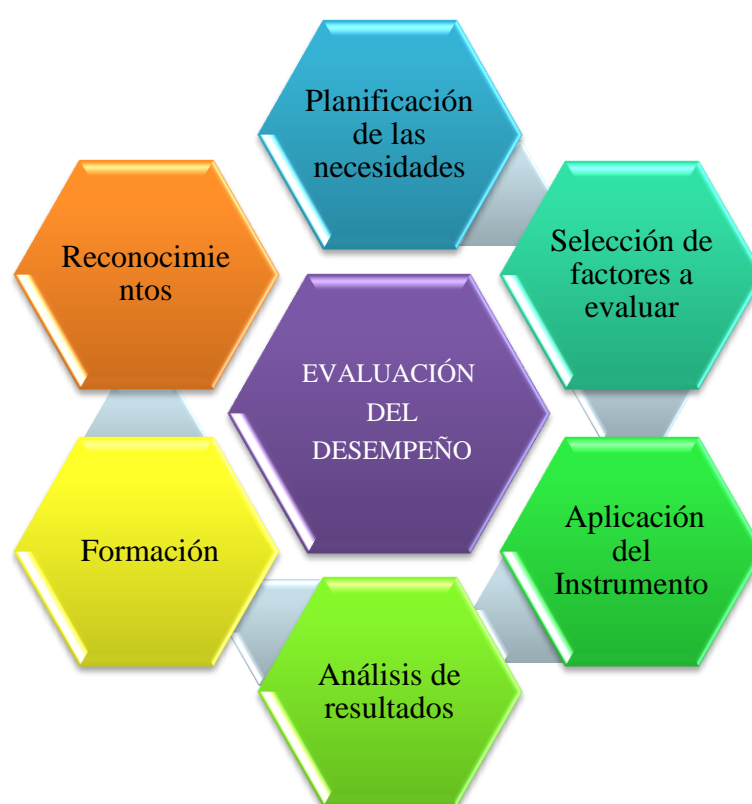 Planificación
de las
necesidades
Selección de
factores a
evaluar
Aplicación
del
Instrumento
Análisis de
resultados
Formación
Reconocimie
ntos
EVALUACIÓN
DEL
DESEMPEÑO